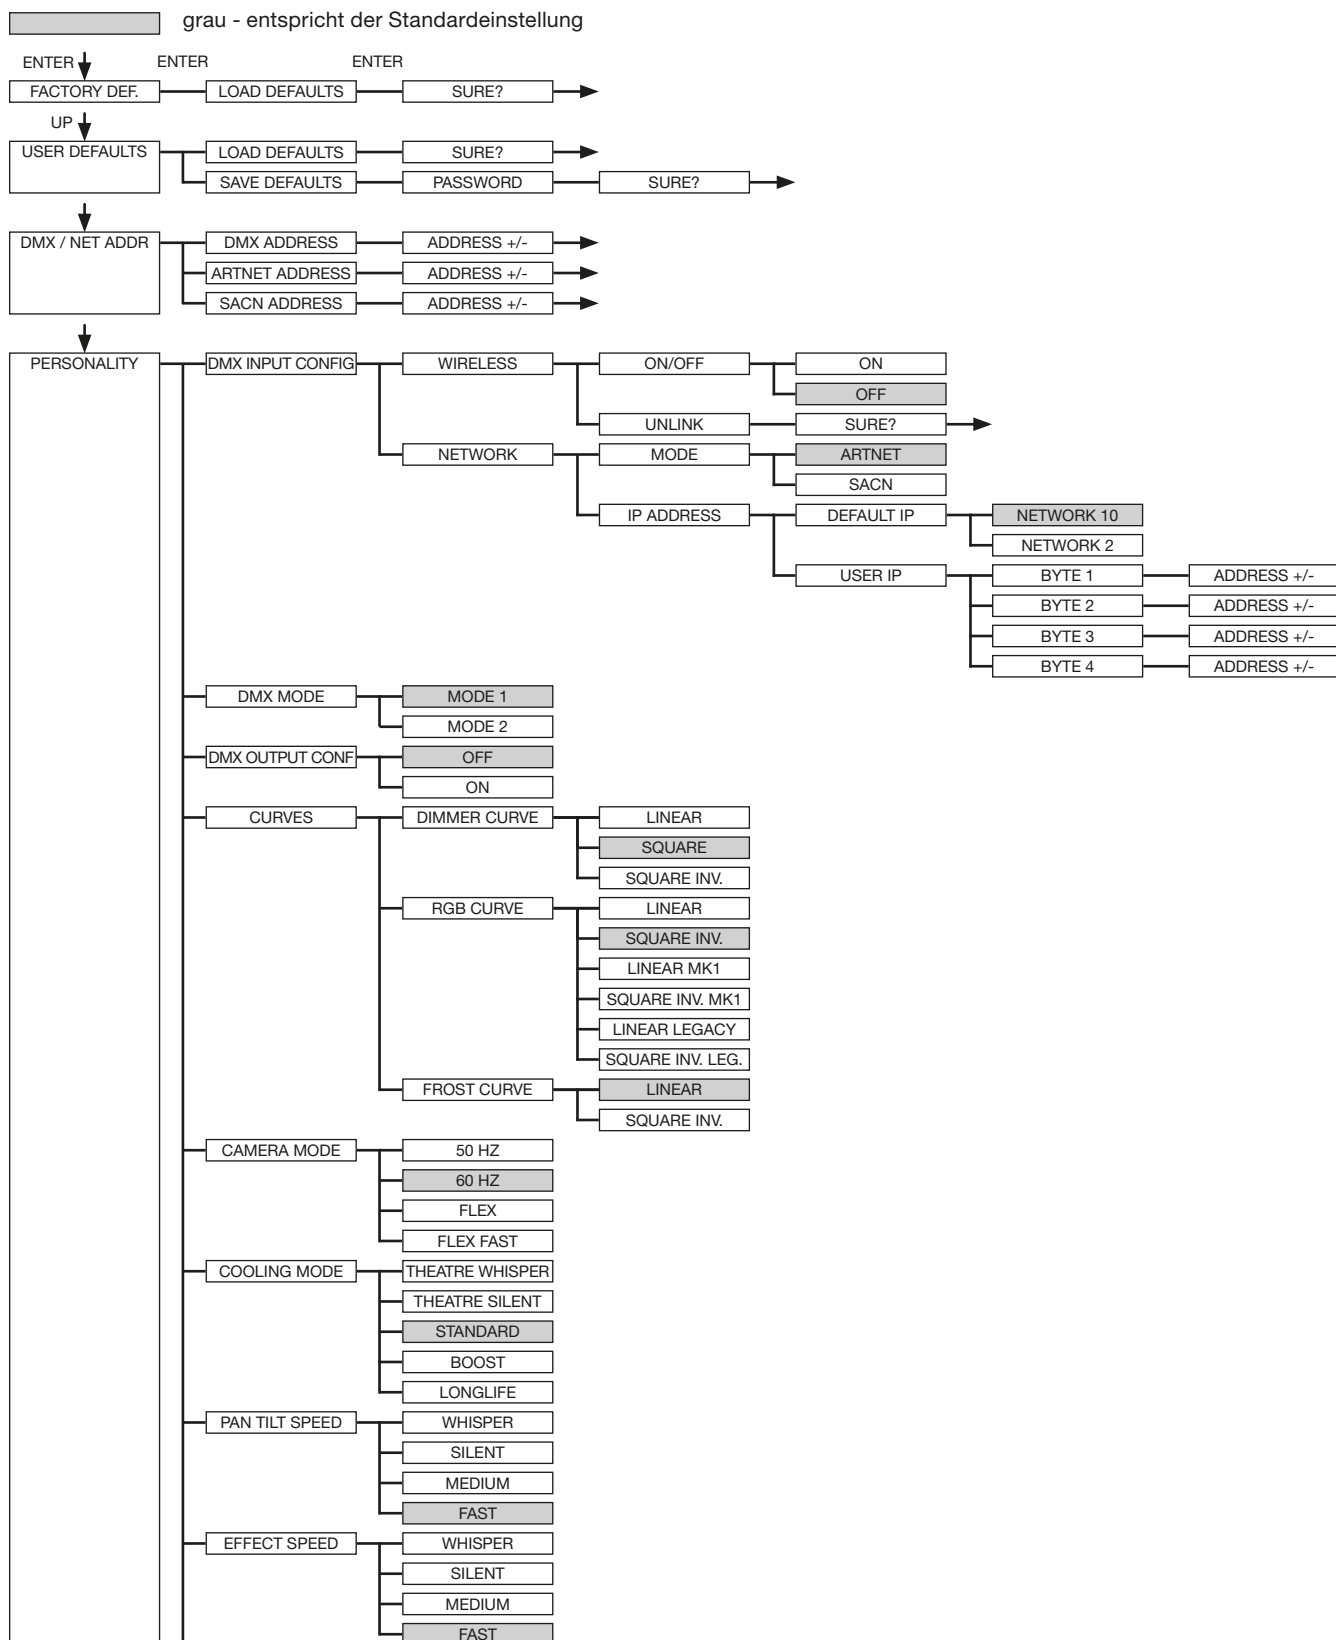 grau - entspricht der Standardeinstellung
ENTER ENTER ENTER
FACTORY DEF. LOAD DEFAULTS SURE?
UP
USER DEFAULTS LOAD DEFAULTS SURE?
SAVE DEFAULTS PASSWORD SURE?
DMX / NET ADDR DMX ADDRESS ADDRESS +/-
ARTNET ADDRESS ADDRESS +/-
SACN ADDRESS ADDRESS +/-
PERSONALITY DMX INPUT CONFIG WIRELESS ON/OFF ON
OFF
UNLINK SURE?
NETWORK MODE ARTNET
SACN
IP ADDRESS DEFAULT IP NETWORK 10
NETWORK 2
USER IP BYTE 1 ADDRESS +/-
BYTE 2 ADDRESS +/-
BYTE 3 ADDRESS +/-
BYTE 4 ADDRESS +/-
DMX MODE MODE 1
MODE 2
DMX OUTPUT CONF OFF
ON
CURVES DIMMER CURVE LINEAR
SQUARE
SQUARE INV.
RGB CURVE LINEAR
SQUARE INV.
LINEAR MK1
SQUARE INV. MK1
LINEAR LEGACY
SQUARE INV. LEG.
FROST CURVE LINEAR
SQUARE INV.
CAMERA MODE 50 HZ
60 HZ
FLEX
FLEX FAST
COOLING MODE THEATRE WHISPER
THEATRE SILENT
STANDARD
BOOST
LONGLIFE
PAN TILT SPEED WHISPER
SILENT
MEDIUM
FAST
EFFECT SPEED WHISPER
SILENT
MEDIUM
FAST